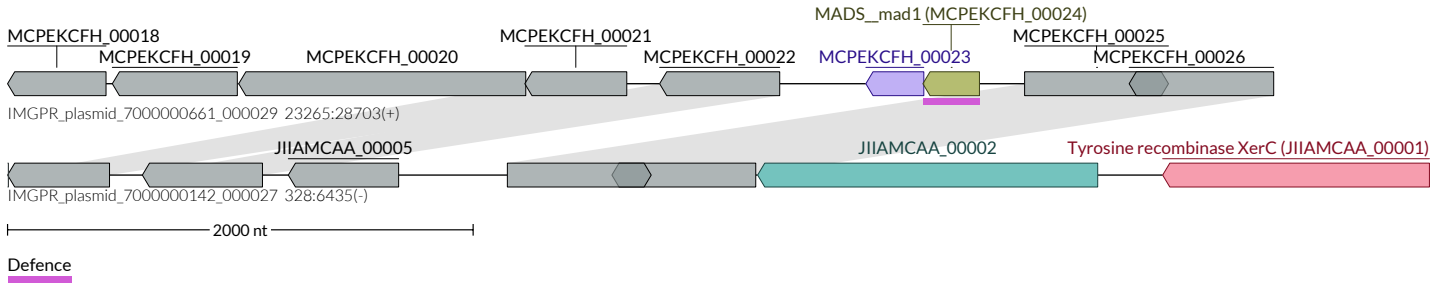 MADS__mad1 (MCPEKCFH_00024)
MCPEKCFH_00018 MCPEKCFH_00021 MCPEKCFH_00025
MCPEKCFH_00019 MCPEKCFH_00020 MCPEKCFH_00022 MCPEKCFH_00023 MCPEKCFH_00026
IMGPR_plasmid_7000000661_000029 23265:28703(+)
JIIAMCAA_00005 JIIAMCAA_00002 Tyrosine recombinase XerC (JIIAMCAA_00001)
IMGPR_plasmid_7000000142_000027 328:6435(-)
2000 nt
Defence